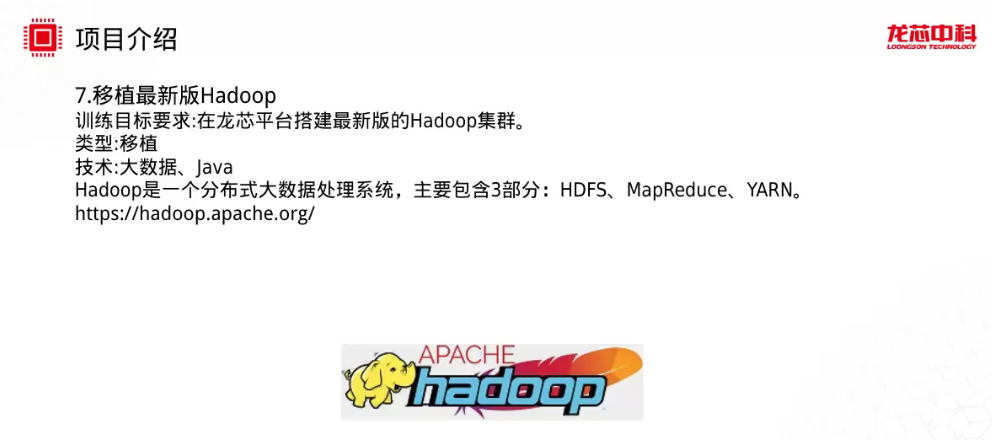 项目介绍
龙芯中科
LOONGSON TECHNOLOGY
7.移植最新版Hadoop
训练目标要求:在龙芯平台搭建最新版的Hadoop集群。
类型:移植
技术:大数据、Java
Hadoop是一个分布式大数据处理系统，主要包含3部分：HDFS、MapReduce、YARN。
https://hadoop.apache.org/
APACHE
hadoop